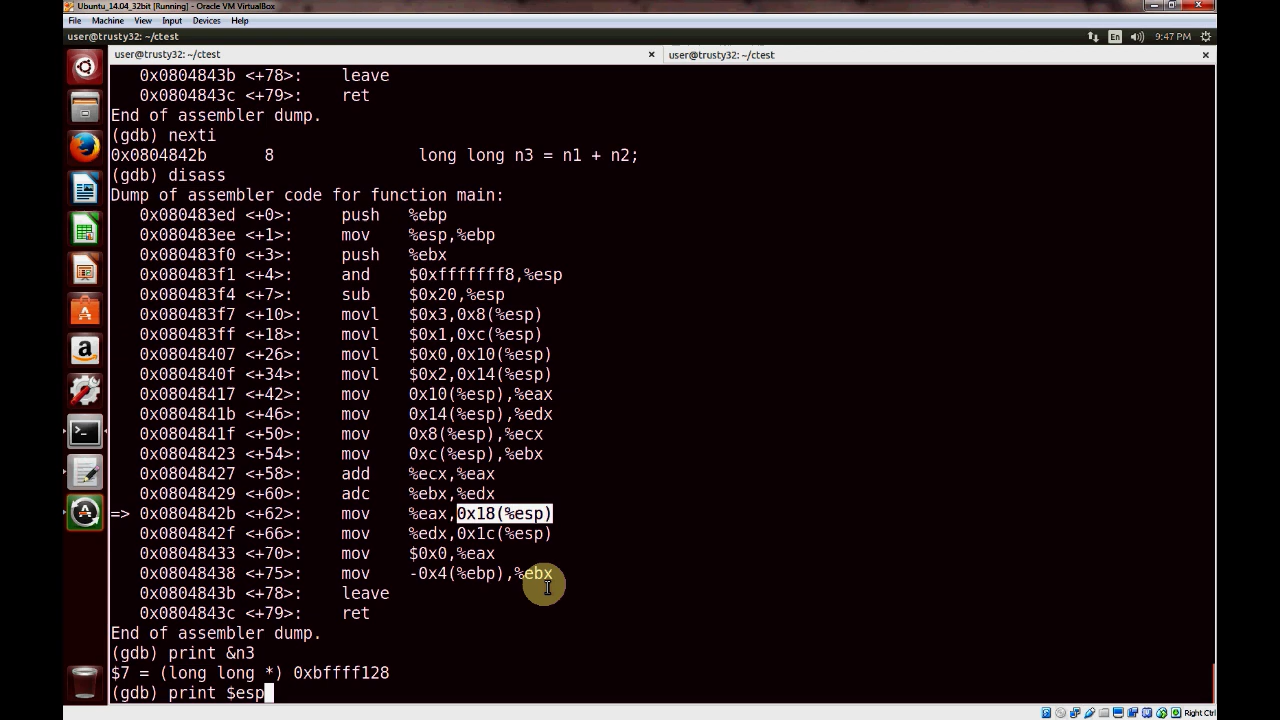 Ubuntu_14.04_32bit [Running] - Oracle VM VirtualBox
File Machine View Input Devices Help
user@trusty32: ~/ctest
En 9:47 PM
user@trusty32: ~/ctest × user@trusty32: ~/ctest ×
0x0804843b <+78>: leave
0x0804843c <+79>: ret
End of assembler dump.
(gdb) nexti
0x0804842b 8 long long n3 = n1 + n2;
(gdb) disass
Dump of assembler code for function main:
0x080483ed <+0>: push %ebp
0x080483ee <+1>: mov %esp,%ebp
0x080483f0 <+3>: push %ebx
0x080483f1 <+4>: and $0xfffffff8,%esp
0x080483f4 <+7>: sub $0x20,%esp
0x080483f7 <+10>: movl $0x3,0x8(%esp)
0x080483ff <+18>: movl $0x1,0xc(%esp)
0x08048407 <+26>: movl $0x0,0x10(%esp)
0x0804840f <+34>: movl $0x2,0x14(%esp)
0x08048417 <+42>: mov 0x10(%esp),%eax
0x0804841b <+46>: mov 0x14(%esp),%edx
0x0804841f <+50>: mov 0x8(%esp),%ecx
0x08048423 <+54>: mov 0xc(%esp),%ebx
0x08048427 <+58>: add %ecx,%eax
0x08048429 <+60>: adc %ebx,%edx
=> 0x0804842b <+62>: mov %eax,0x18(%esp)
0x0804842f <+66>: mov %edx,0x1c(%esp)
0x08048433 <+70>: mov $0x0,%eax
0x08048438 <+75>: mov -0x4(%ebp),%ebx
0x0804843b <+78>: leave
0x0804843c <+79>: ret
End of assembler dump.
(gdb) print &n3
$7 = (long long *) 0xbffff128
(gdb) print $esp
Right Ctrl